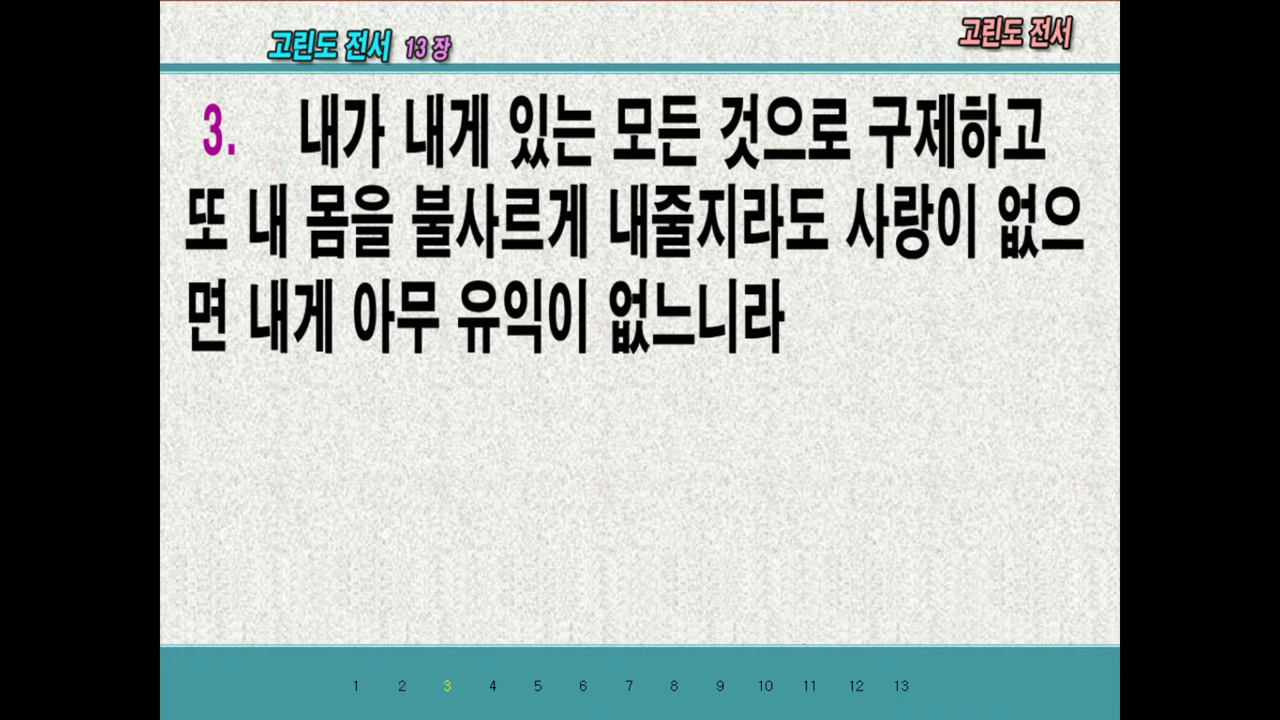 고린도 전서 13 장
고린도 전서
3. 내가 내게 있는 모든 것으로 구제하고
또 내 몸을 불사르게 내줄지라도 사랑이 없으
면 내게 아무 유익이 없느니라
1 2 3 4 5 6 7 8 9 10 11 12 13